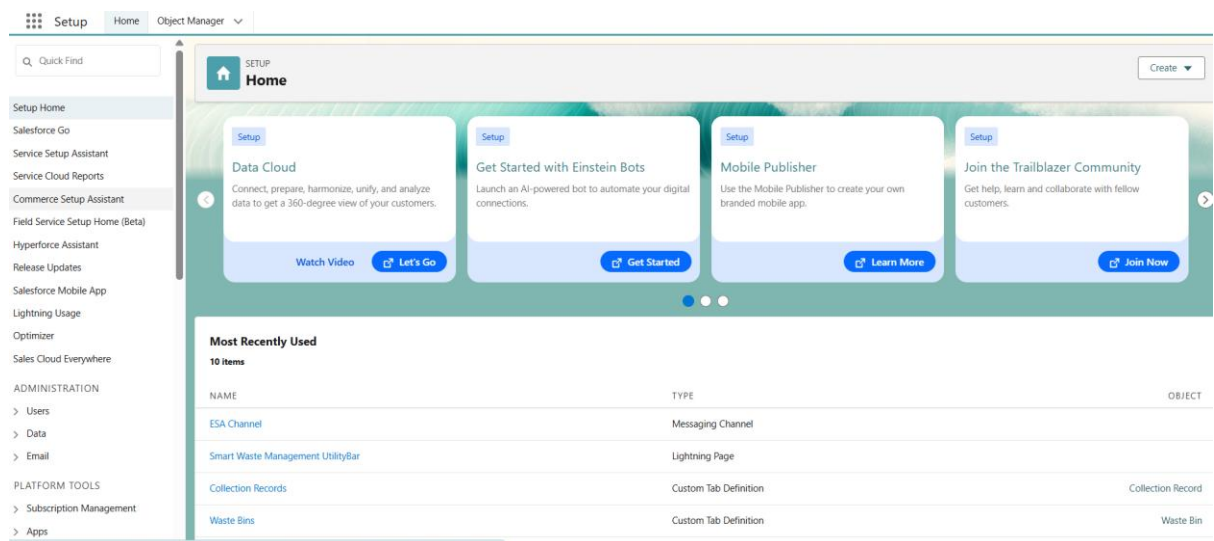 Setup
Home
Object Manager
Quick Find
Setup Home
Salesforce Go
Service Setup Assistant
Service Cloud Reports
Commerce Setup Assistant
Field Service Setup Home (Beta)
Hyperforce Assistant
Release Updates
Salesforce Mobile App
Lightning Usage
Optimizer
Sales Cloud Everywhere
ADMINISTRATION
Users
Data
Email
PLATFORM TOOLS
Subscription Management
Apps
SETUP
Home
Create
Setup
Data Cloud
Connect, prepare, harmonize, unify, and analyze
data to get a 360-degree view of your customers.
Watch Video
Let's Go
Setup
Get Started with Einstein Bots
Launch an AI-powered bot to automate your digital
connections.
Get Started
Setup
Mobile Publisher
Use the Mobile Publisher to create your own
branded mobile app.
Learn More
Setup
Join the Trailblazer Community
Get help, learn and collaborate with fellow
customers.
Join Now
Most Recently Used
10 items
NAME TYPE OBJECT
ESA Channel Messaging Channel
Smart Waste Management UtilityBar Lightning Page
Collection Records Custom Tab Definition Collection Record
Waste Bins Custom Tab Definition Waste Bin